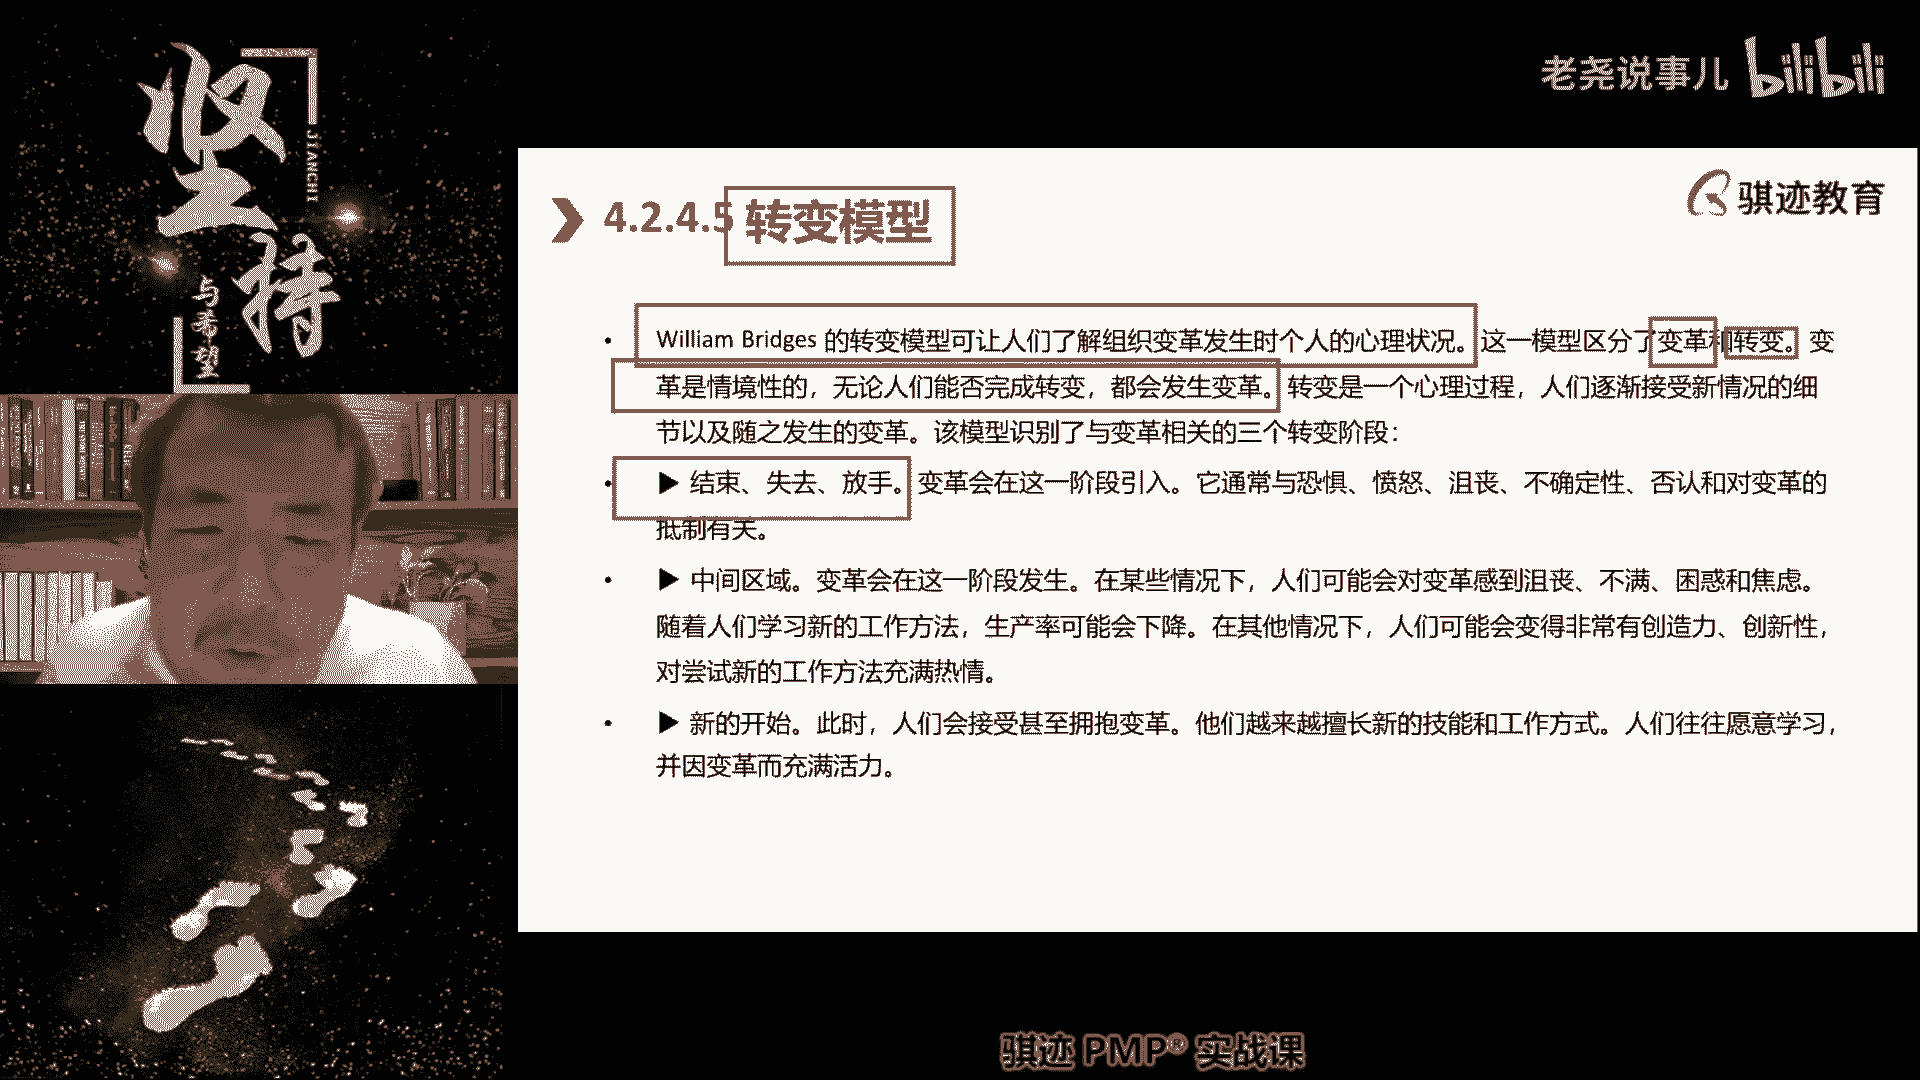 坚持
JIANCHI
与希望
老尧说事儿 bilibili
骐迹教育
4.2.4.5 转变模型
• William Bridges 的转变模型可让人们了解组织变革发生时个人的心理状况。这一模型区分了变革和转变。变
革是情境性的，无论人们能否完成转变，都会发生变革。转变是一个心理过程，人们逐渐接受新情况的细
节以及随之发生的变革。该模型识别了与变革相关的三个转变阶段：
• ▶ 结束、失去、放手。变革会在这一阶段引入。它通常与恐惧、愤怒、沮丧、不确定性、否认和对变革的
抵制有关。
• ▶ 中间区域。变革会在这一阶段发生。在某些情况下，人们可能会对变革感到沮丧、不满、困惑和焦虑。
随着人们学习新的工作方法，生产率可能会下降。在其他情况下，人们可能会变得非常有创造力、创新性，
对尝试新的工作方法充满热情。
• ▶ 新的开始。此时，人们会接受甚至拥抱变革。他们越来越擅长新的技能和工作方式。人们往往愿意学习，
并因变革而充满活力。
骐迹 PMP® 实战课